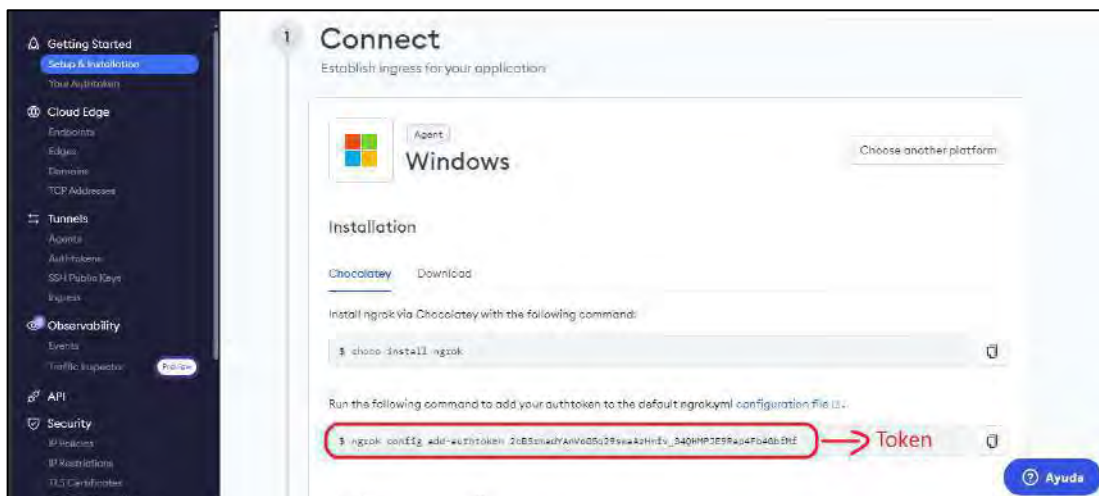 Getting Started
Setup & Installation
Your Authtoken
Cloud Edge
Endpoints
Edges
Domains
TCP Addresses
Tunnels
Agents
Authtokens
SSH Public Keys
Ingress
Observability
Events
Traffic Inspector Preview
API
Security
IP Policies
IP Restrictions
TLS Certificates
1 Connect
Establish ingress for your application
Agent
Windows
Choose another platform
Installation
Chocolatey Download
Install ngrok via Chocolatey with the following command:
$ choco install ngrok
Run the following command to add your authtoken to the default ngrok.yml configuration file.
$ ngrok config add-authtoken
Token
Ayuda